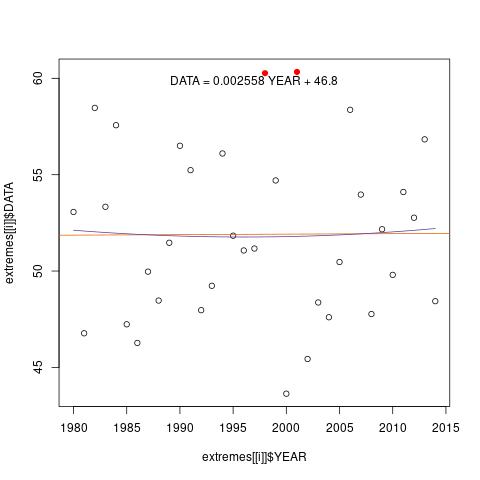 DATA = 0.002558 YEAR + 46.8
60
55
50
45
extremes[[i]]$DATA
1980 1985 1990 1995 2000 2005 2010 2015
extremes[[i]]$YEAR